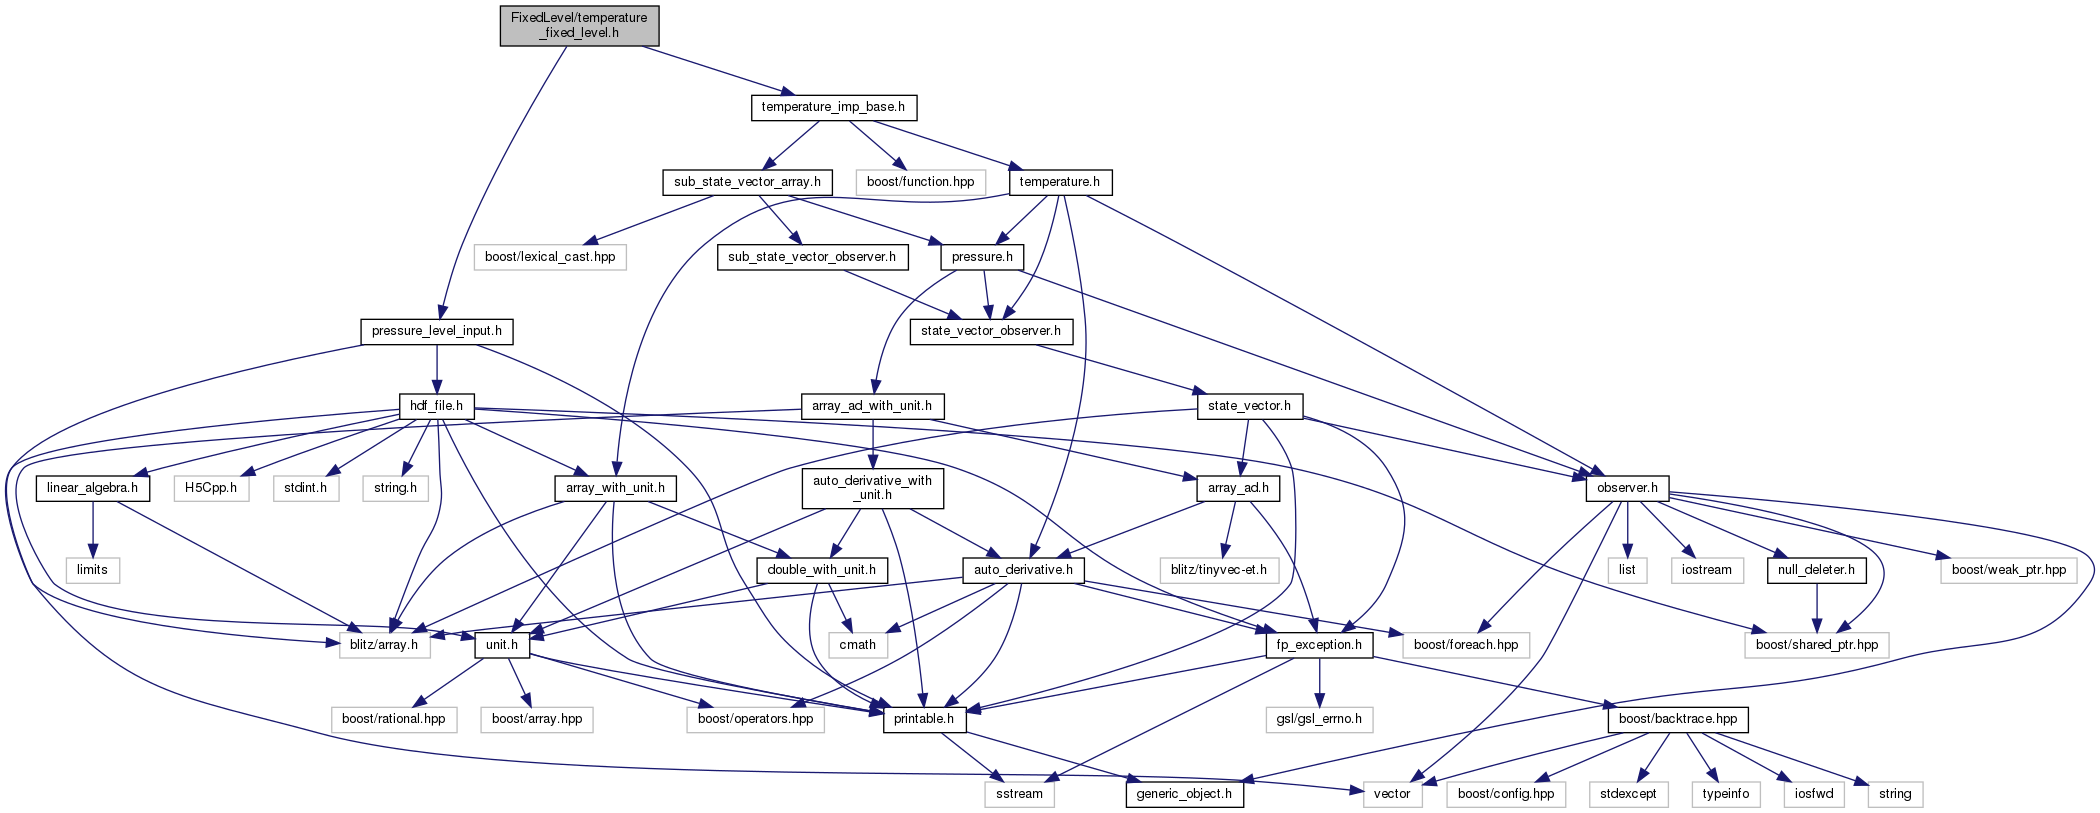 FixedLevel/temperature
_fixed_level.h
temperature_imp_base.h
sub_state_vector_array.h
boost/function.hpp
temperature.h
boost/lexical_cast.hpp
sub_state_vector_observer.h
pressure.h
pressure_level_input.h
state_vector_observer.h
hdf_file.h
array_ad_with_unit.h
state_vector.h
linear_algebra.h
H5Cpp.h
stdint.h
string.h
array_with_unit.h
auto_derivative_with
_unit.h
array_ad.h
observer.h
limits
double_with_unit.h
auto_derivative.h
blitz/tinyvec-et.h
list
iostream
null_deleter.h
boost/weak_ptr.hpp
blitz/array.h
unit.h
cmath
fp_exception.h
boost/foreach.hpp
boost/shared_ptr.hpp
boost/rational.hpp
boost/array.hpp
boost/operators.hpp
printable.h
gsl/gsl_errno.h
boost/backtrace.hpp
sstream
generic_object.h
vector
boost/config.hpp
stdexcept
typeinfo
iosfwd
string